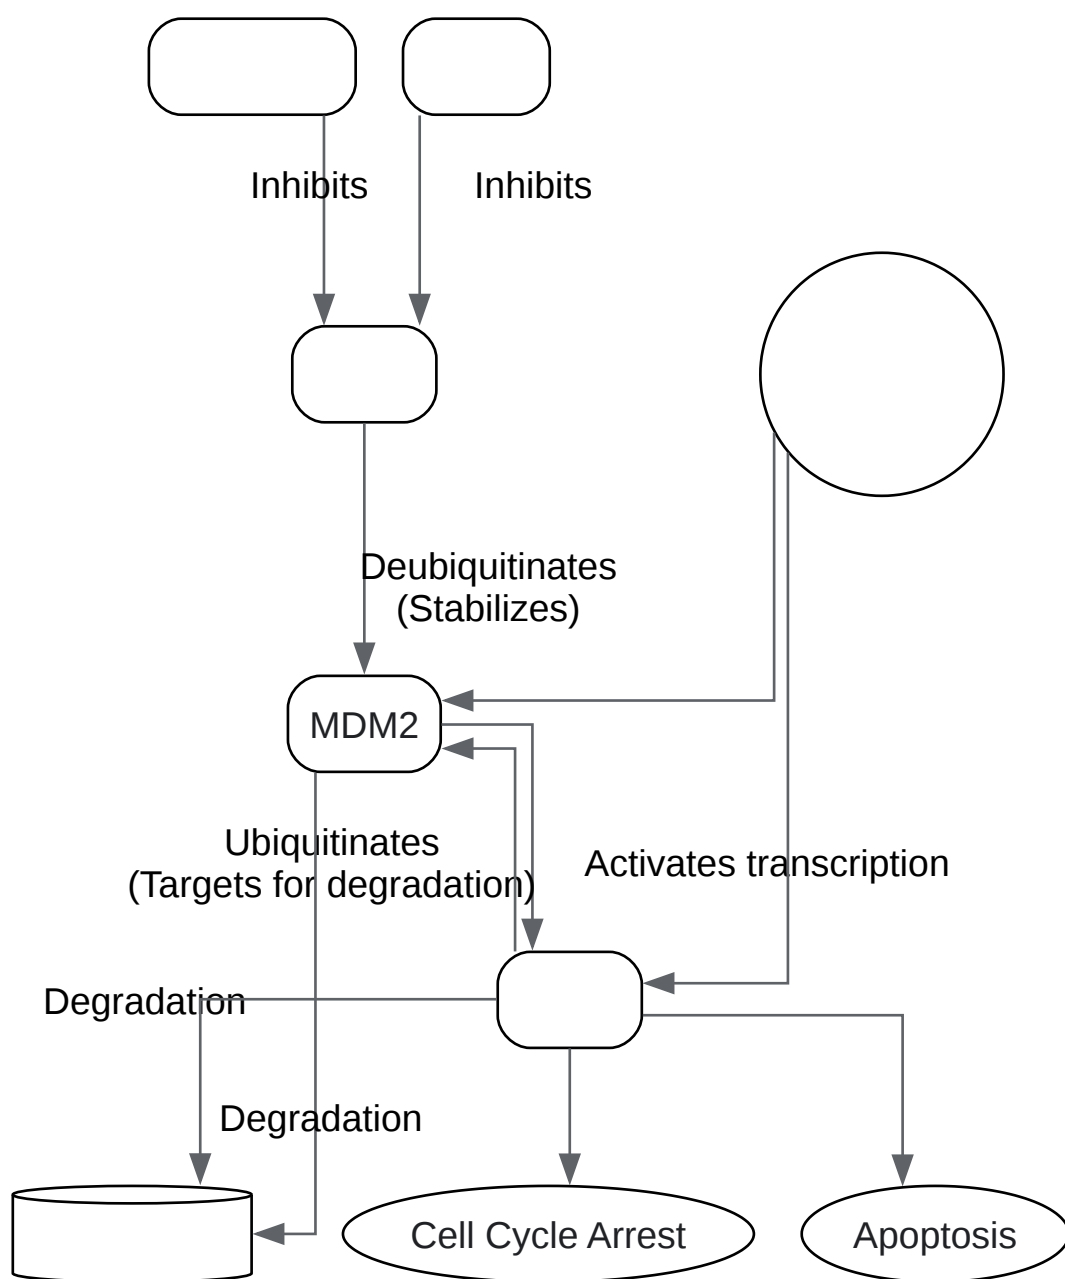 Inhibits
Inhibits
Deubiquitinates
(Stabilizes)
MDM2
Ubiquitinates
(Targets for degradation)
Activates transcription
Degradation
Degradation
Cell Cycle Arrest
Apoptosis